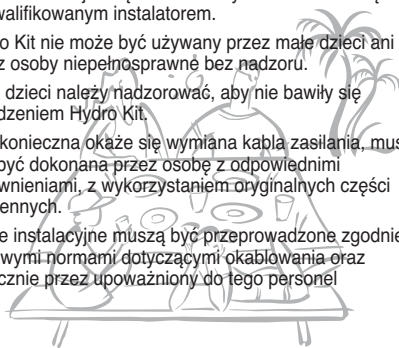 walifikowanym instalatorem.
o Kit nie może być używany przez małe dzieci ani
z osoby niepełnosprawne bez nadzoru.
dzieci należy nadzorować, aby nie bawiły się
dzeniem Hydro Kit.
konieczna okaże się wymiana kabla zasilania, mus
być dokonana przez osobę z odpowiednimi
wnieniami, z wykorzystaniem oryginalnych części
ennych.
e instalacyjne muszą być przeprowadzone zgodnie
owymi normami dotyczącymi okablowania oraz
cznie przez upoważniony do tego personel